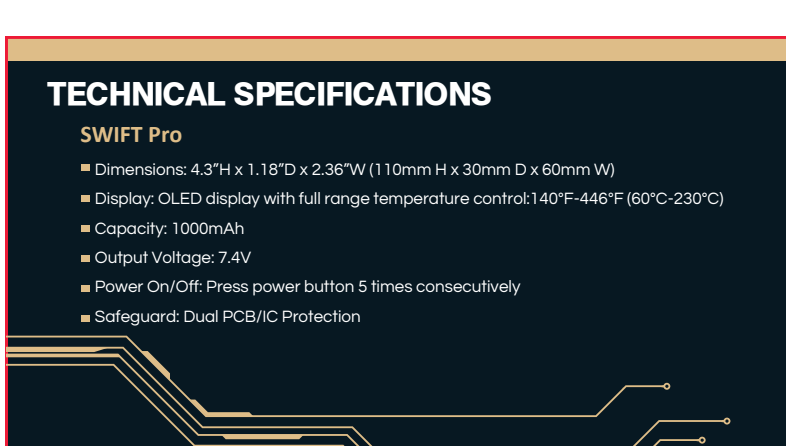 TECHNICAL SPECIFICATIONS
SWIFT Pro
Dimensions: 4.3”H x 1.18”D x 2.36”W (110mm H x 30mm D x 60mm W)
Display: OLED display with full range temperature control:140°F-446°F (60°C-230°C)
Capacity: 1000mAh
Output Voltage: 7.4V
Power On/Off: Press power button 5 times consecutively
Safeguard: Dual PCB/IC Protection